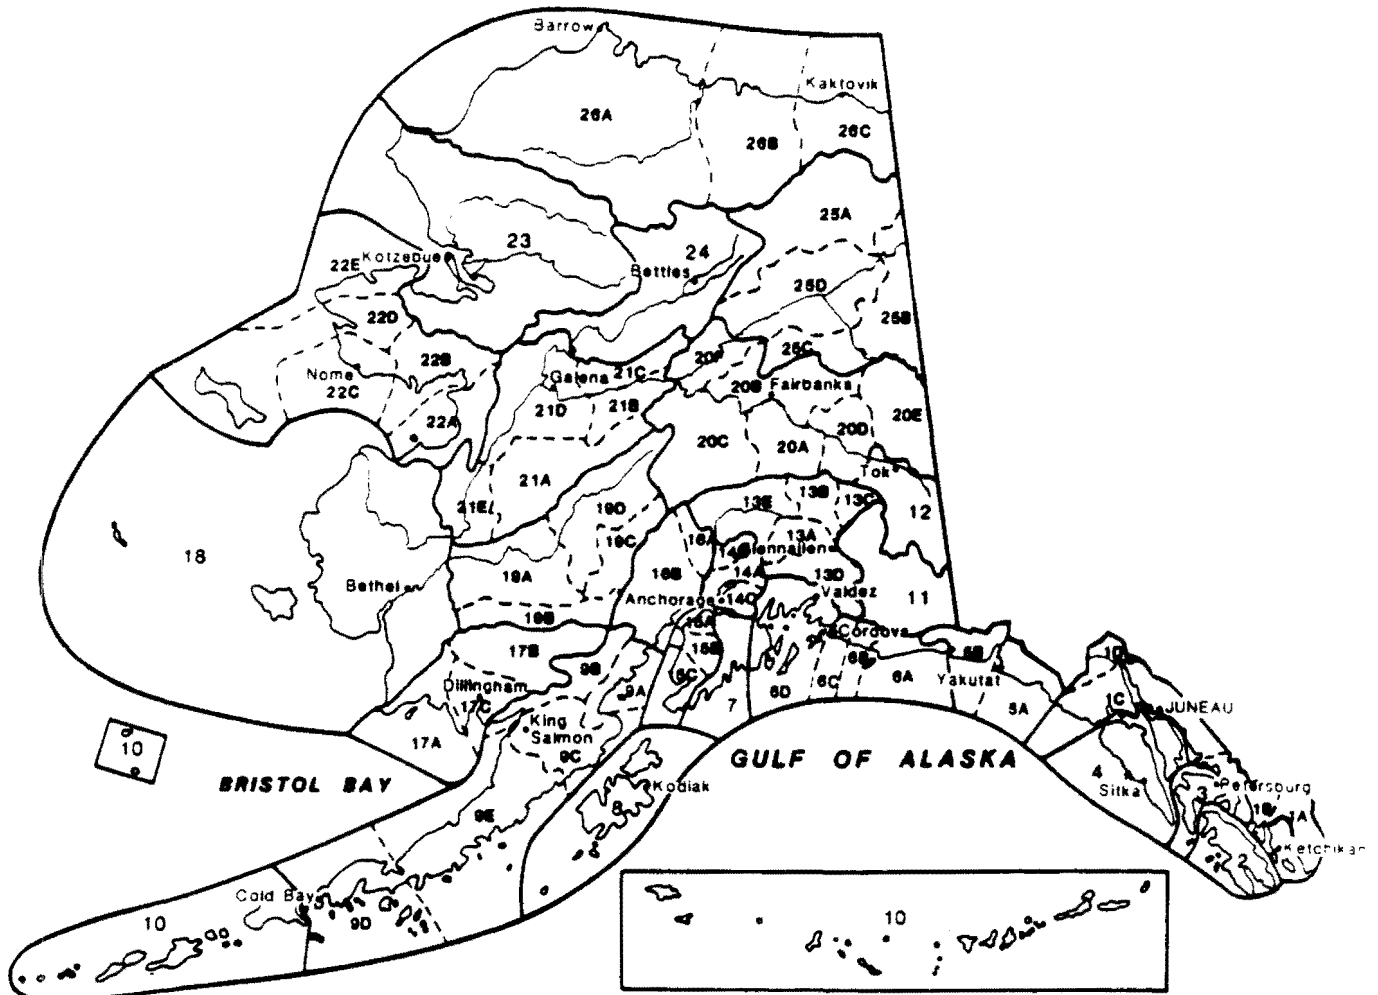 Barrow
Kaktovik
26A
26B
26C
25A
23
24
Kotzebue
22E
Bettles
25D
22D
25B
22B
20F
25C
Nome
22C
Galena
21C
20B
Fairbanks
21D
21B
22A
20E
20D
20C
20A
Tok
21A
21E
19D
13E
13B
13C
12
18
19C
16A
13A
Glennallen
14A
19A
16B
13D
Bethel
Anchorage
14C
Valdez
11
19B
15A
Cordova
17B
9B
15B
6B
5B
1D
Dillingham
17C
9A
6D
6C
6A
Yakutat
7
5A
1C
JUNEAU
King
Salmon
17A
9C
10
BRISTOL BAY
GULF OF ALASKA
8
Kodiak
4
Sitka
3
Petersburg
1B
1A
9E
2
Ketchikan
Cold Bay
10
9D
10